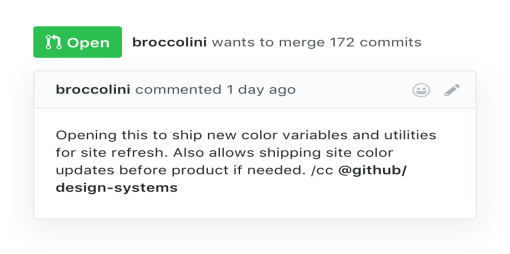 Open broccolini wants to merge 172 commits
broccolini commented 1 day ago
Opening this to ship new color variables and utilities
for site refresh. Also allows shipping site color
updates before product if needed. /cc @github/
design-systems